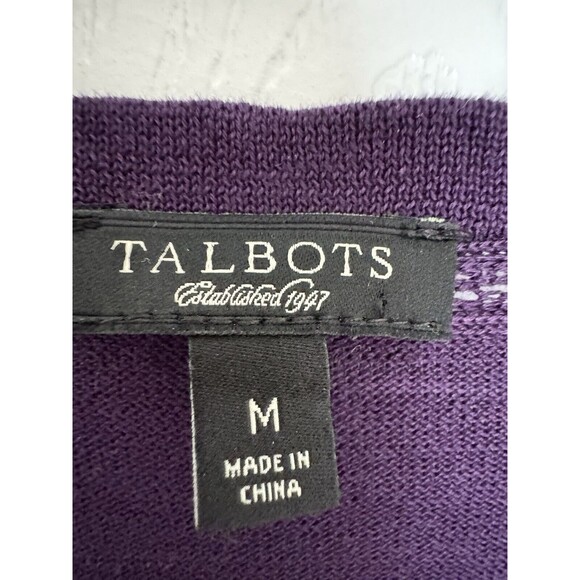 TALBOTS
Established 1947
M
MADE IN
CHINA